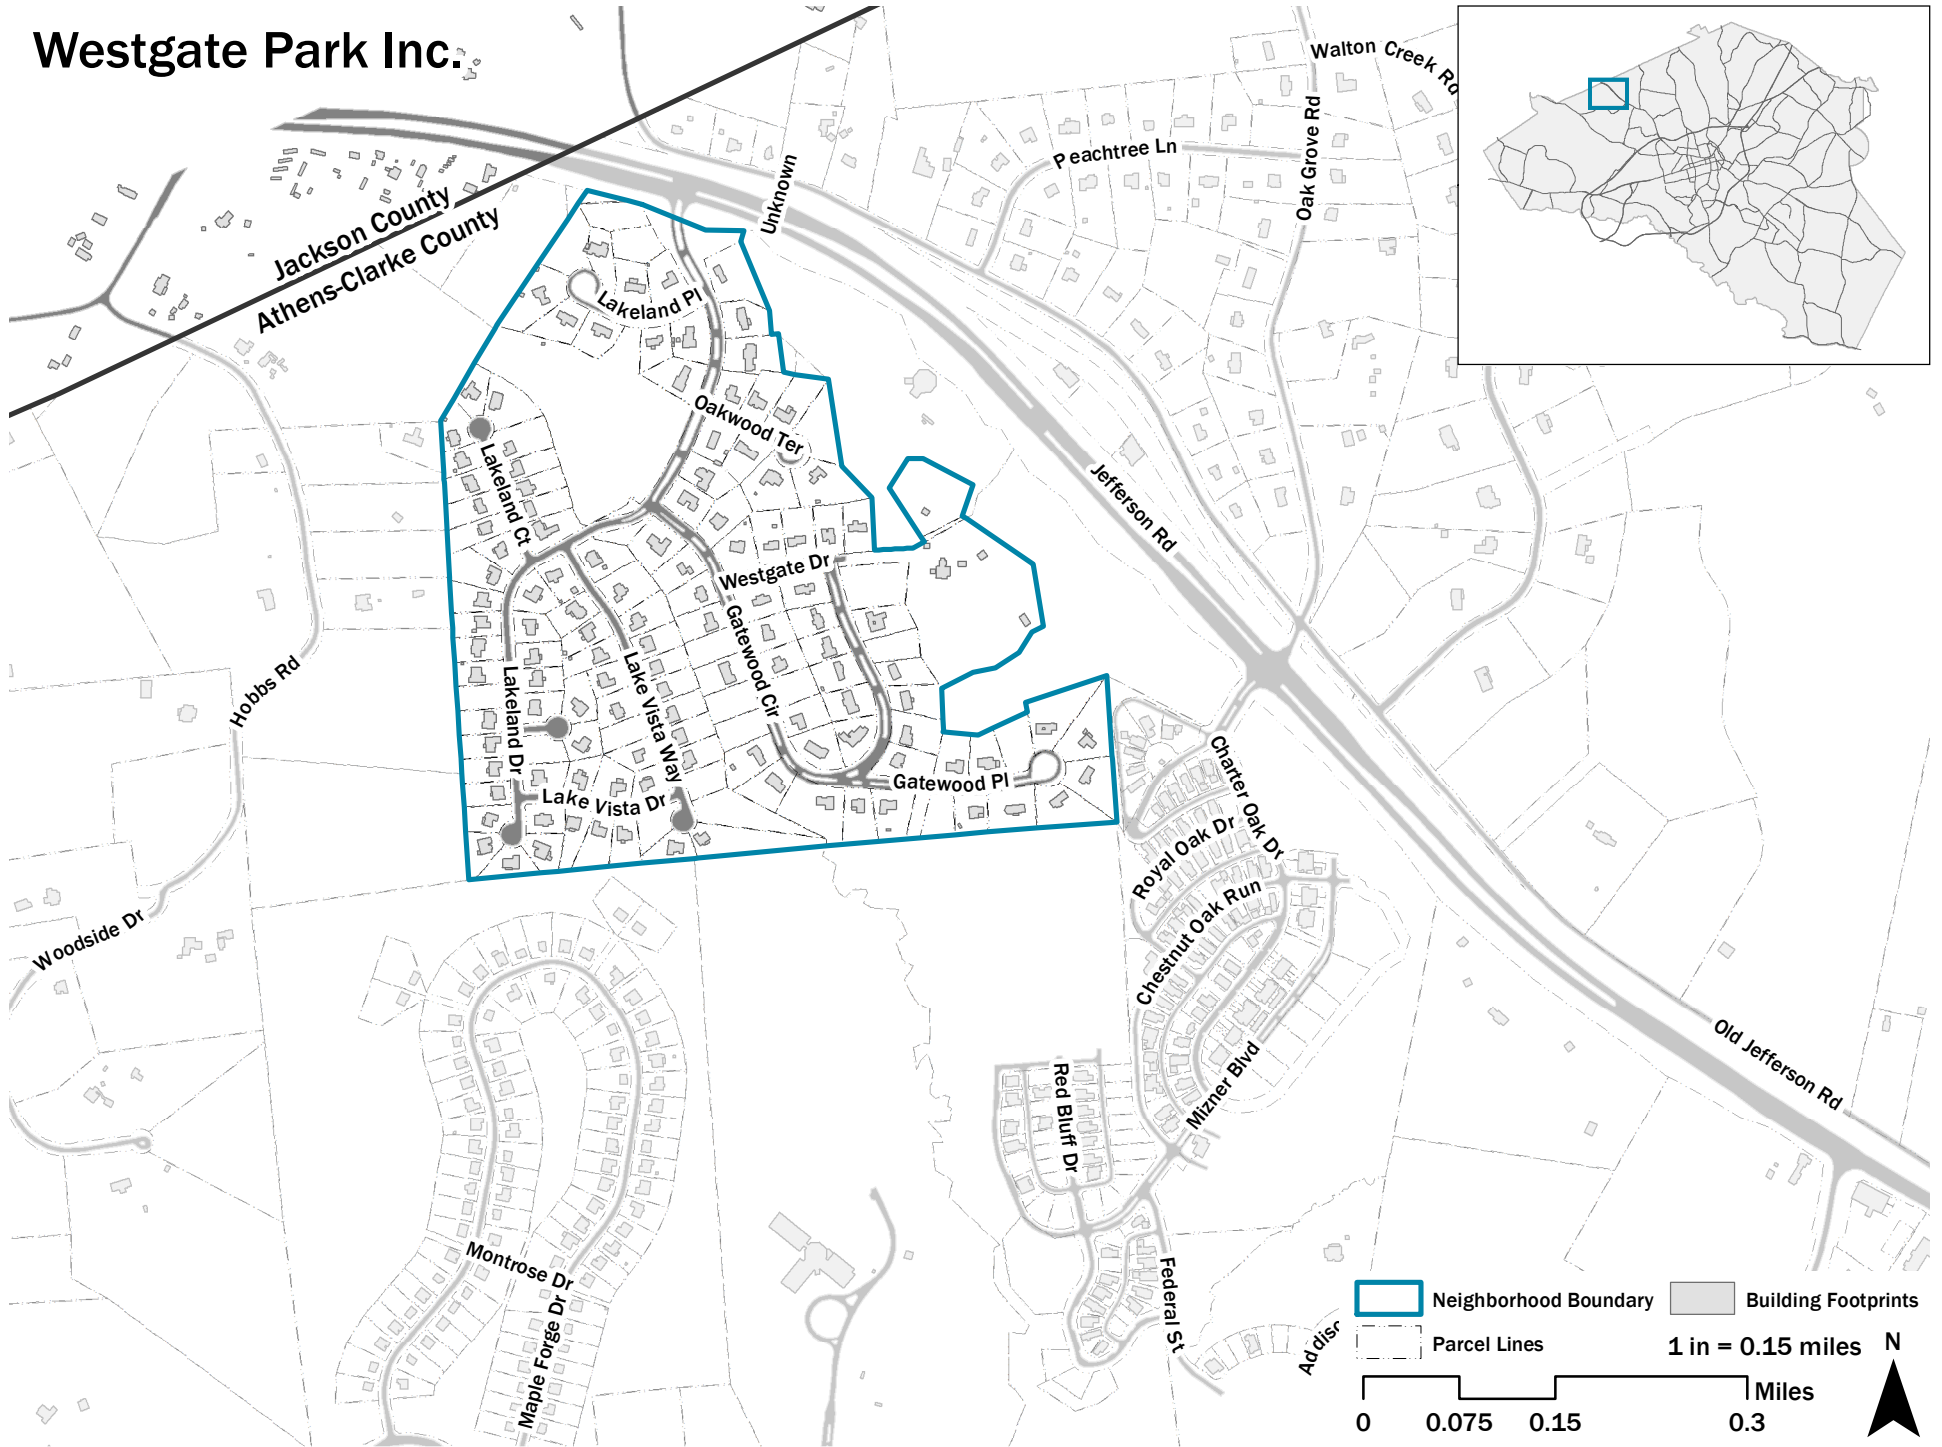 Westgate Park Inc.
Walton Creek Rd
Peachtree Ln
Oak Grove Rd
Unknown
Jackson County
Athens-Clarke County
Lakeland Pl
Oakwood Ter
Lakeland Ct
Jefferson Rd
Westgate Dr
Gatewood Cir
Lake Vista Way
Lakeland Dr
Hobbs Rd
Gatewood Pl
Lake Vista Dr
Charter Oak Dr
Royal Oak Dr
Chestnut Oak Run
Woodside Dr
Old Jefferson Rd
Mizner Blvd
Red Bluff Dr
Montrose Dr
Maple Forge Dr
Federal St
Neighborhood Boundary
Building Footprints
Parcel Lines
1 in = 0.15 miles
N
Miles
0 0.075 0.15 0.3